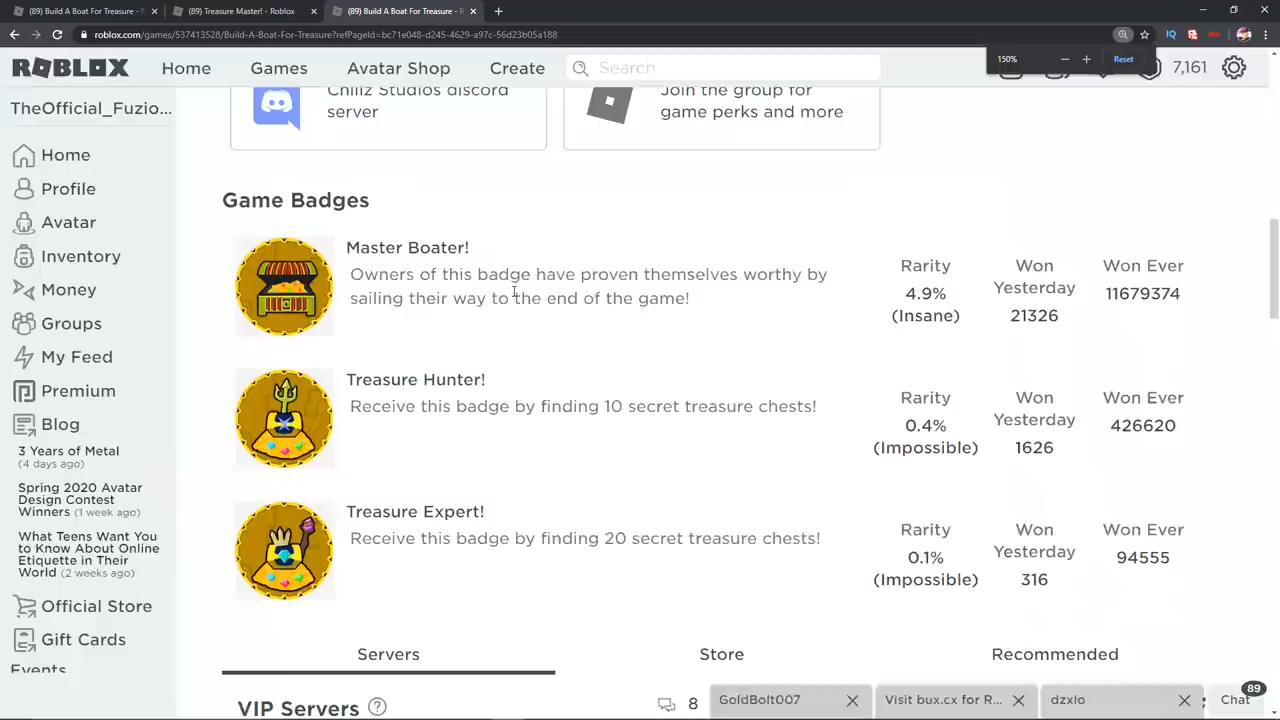 (89) Build A Boat For Treasure -
(89) Treasure Master! - Roblox
(89) Build A Boat For Treasure -
roblox.com/games/537413528/Build-A-Boat-For-Treasure?refPageId=bc71e048-d245-4629-a97c-56d23b05a188
150%
Reset
ROBLOX
Home
Games
Avatar Shop
Create
Search
7,161
TheOfficial_Fuzio...
Home
Profile
Avatar
Inventory
Money
Groups
My Feed
Premium
Blog
3 Years of Metal
(4 days ago)
Spring 2020 Avatar
Design Contest
Winners (1 week ago)
What Teens Want You
to Know About Online
Etiquette in Their
World (2 weeks ago)
Official Store
Gift Cards
Events
Chillz Studios discord
server
Join the group for
game perks and more
Game Badges
Master Boater!
Owners of this badge have proven themselves worthy by
sailing their way to the end of the game!
Rarity
4.9%
(Insane)
Won
Yesterday
21326
Won Ever
11679374
Treasure Hunter!
Receive this badge by finding 10 secret treasure chests!
Rarity
0.4%
(Impossible)
Won
Yesterday
1626
Won Ever
426620
Treasure Expert!
Receive this badge by finding 20 secret treasure chests!
Rarity
0.1%
(Impossible)
Won
Yesterday
316
Won Ever
94555
Servers
Store
Recommended
VIP Servers
8
GoldBolt007
Visit bux.cx for R...
dzxlo
Chat
89